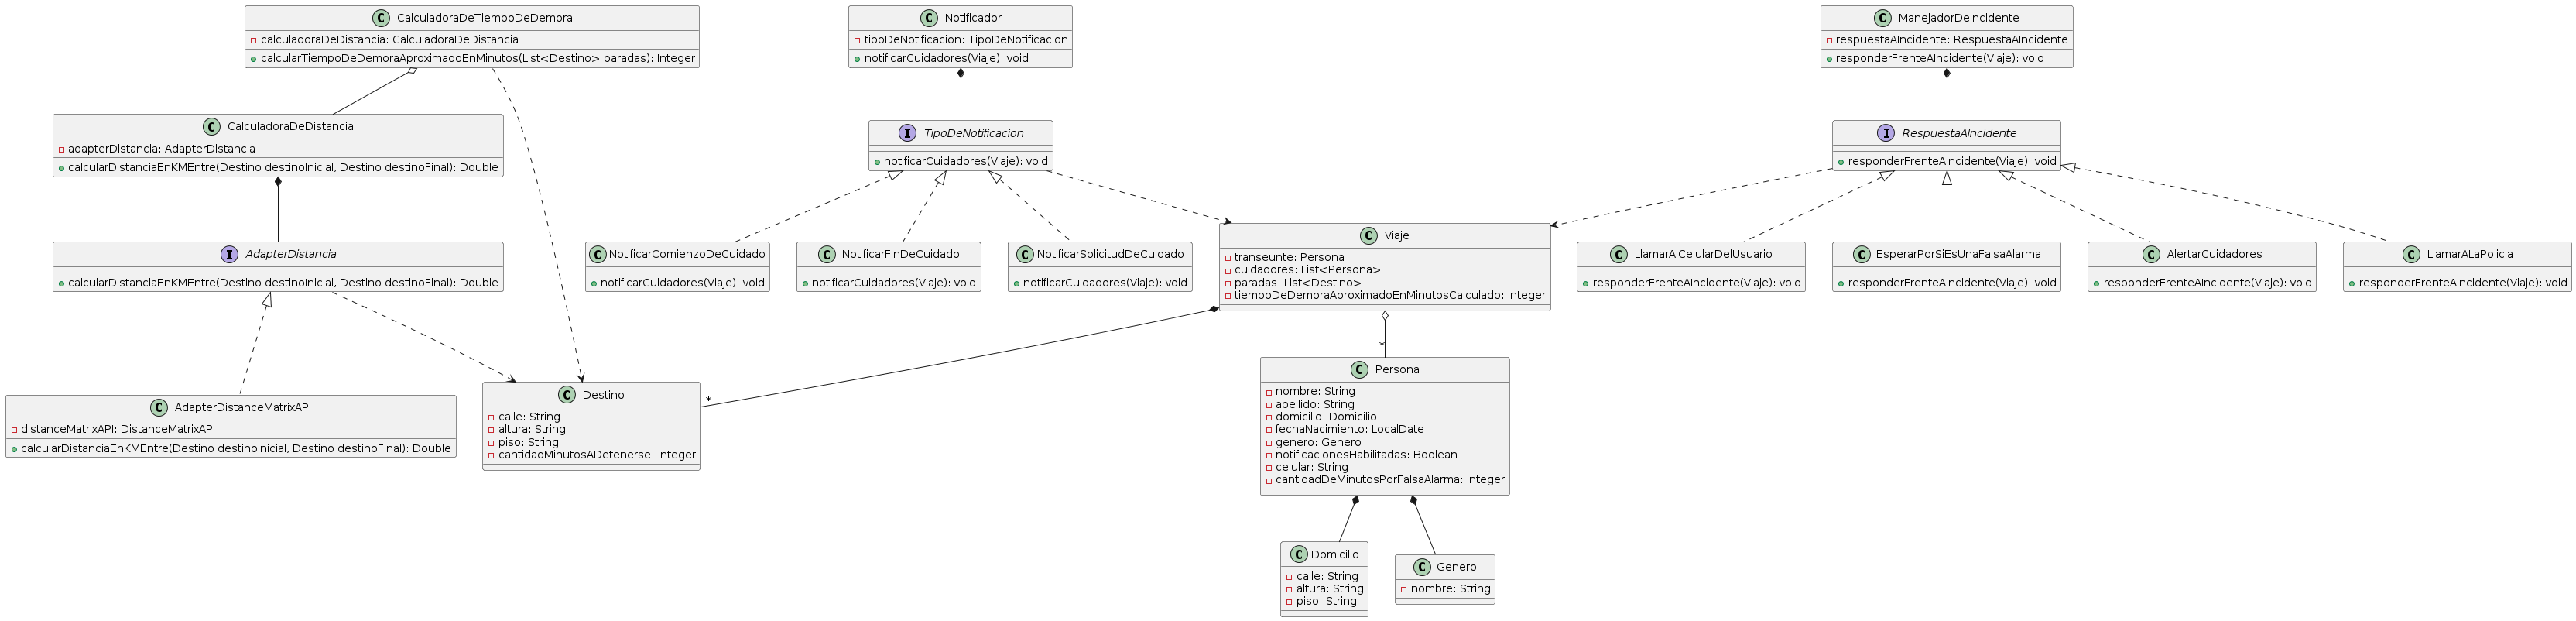 C CalculadoraDeTiempoDeDemora
calculadoraDeDistancia: CalculadoraDeDistancia
calcularTiempoDeDemoraAproximadoEnMinutos(List<Destino> paradas): Integer
C Notificador
tipoDeNotificacion: TipoDeNotificacion
notificarCuidadores(Viaje): void
C ManejadorDeIncidente
respuestaAIncidente: RespuestaAIncidente
responderFrenteAIncidente(Viaje): void
C CalculadoraDeDistancia
adapterDistancia: AdapterDistancia
calcularDistanciaEnKMEntre(Destino destinoInicial, Destino destinoFinal): Double
I TipoDeNotificacion
notificarCuidadores(Viaje): void
I RespuestaAIncidente
responderFrenteAIncidente(Viaje): void
I AdapterDistancia
calcularDistanciaEnKMEntre(Destino destinoInicial, Destino destinoFinal): Double
C NotificarComienzoDeCuidado
notificarCuidadores(Viaje): void
C NotificarFinDeCuidado
notificarCuidadores(Viaje): void
C NotificarSolicitudDeCuidado
notificarCuidadores(Viaje): void
C Viaje
transeunte: Persona
cuidadores: List<Persona>
paradas: List<Destino>
tiempoDeDemoraAproximadoEnMinutosCalculado: Integer
C LlamarAlCelularDelUsuario
responderFrenteAIncidente(Viaje): void
C EsperarPorSiEsUnaFalsaAlarma
responderFrenteAIncidente(Viaje): void
C AlertarCuidadores
responderFrenteAIncidente(Viaje): void
C LlamarALaPolicia
responderFrenteAIncidente(Viaje): void
C AdapterDistanceMatrixAPI
distanceMatrixAPI: DistanceMatrixAPI
calcularDistanciaEnKMEntre(Destino destinoInicial, Destino destinoFinal): Double
C Destino
calle: String
altura: String
piso: String
cantidadMinutosADetenerse: Integer
*
*
C Persona
nombre: String
apellido: String
domicilio: Domicilio
fechaNacimiento: LocalDate
genero: Genero
notificacionesHabilitadas: Boolean
celular: String
cantidadDeMinutosPorFalsaAlarma: Integer
C Domicilio
calle: String
altura: String
piso: String
C Genero
nombre: String